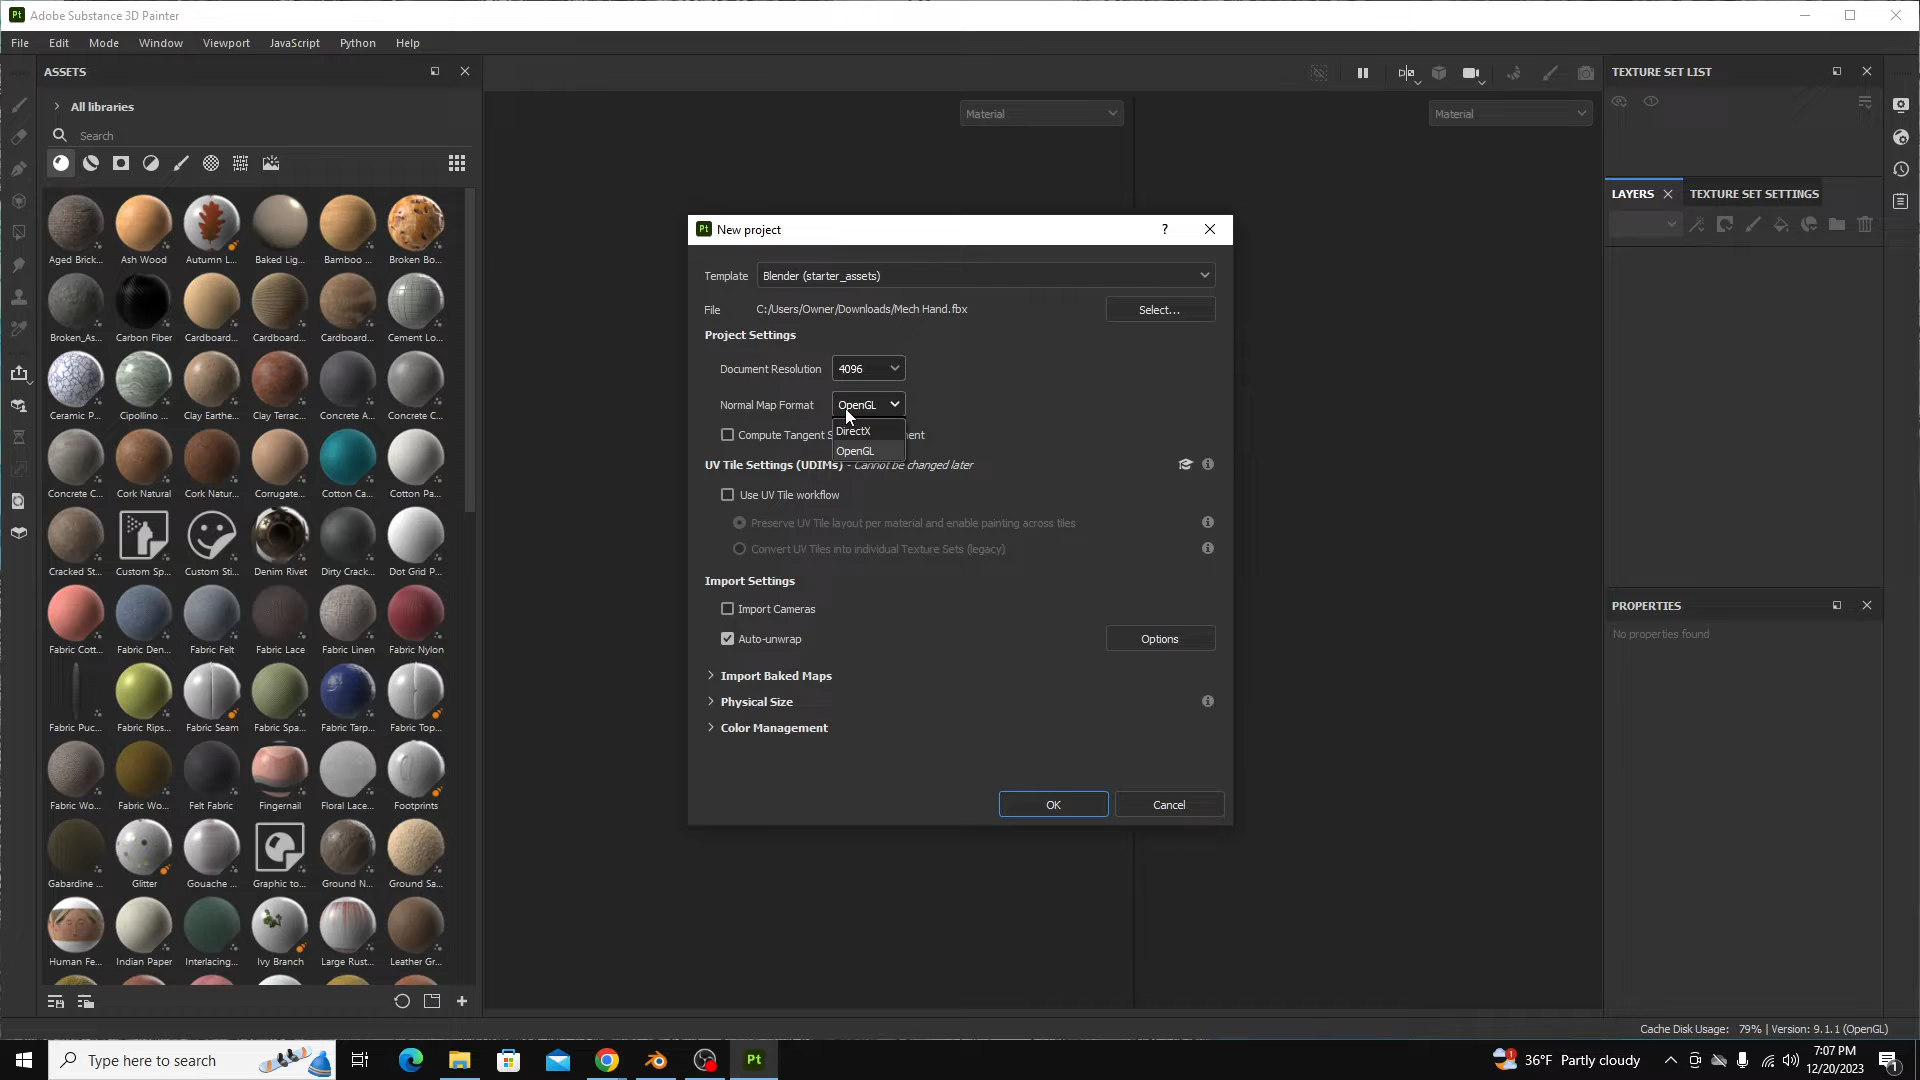 Adobe Substance 3D Painter
File Edit Mode Window Viewport JavaScript Python Help
ASSETS
All libraries
Search
Aged Brick... Ash Wood Autumn L... Baked Lig... Bamboo ... Broken Bo...
Broken_As... Carbon Fiber Cardboard... Cardboard... Cardboard... Cement Lo...
Ceramic P... Cipollino ... Clay Earthe... Clay Terrac... Concrete A... Concrete C...
Concrete C... Cork Natural Cork Natur... Corrugate... Cotton Ca... Cotton Pa...
Cracked St... Custom Sp... Custom Sti... Denim Rivet Dirty Crack... Dot Grid P...
Fabric Cott... Fabric Den... Fabric Felt Fabric Lace Fabric Linen Fabric Nylon
Fabric Puc... Fabric Rips... Fabric Seam Fabric Spa... Fabric Tarp... Fabric Top...
Fabric Wo... Fabric Wo... Felt Fabric Fingernail Floral Lace... Footprints
Gabardine ... Glitter Gouache ... Graphic to... Ground N... Ground Sa...
Human Fe... Indian Paper Interlacing... Ivy Branch Large Rust... Leather Gr...
Material
Material
New project
?
Template Blender (starter_assets)
File C:/Users/Owner/Downloads/Mech Hand.fbx Select...
Project Settings
Document Resolution 4096
Normal Map Format OpenGL
DirectX
OpenGL
Compute Tangent S
UV Tile Settings (UDIMs) - Cannot be changed later
Use UV Tile workflow
Preserve UV Tile layout per material and enable painting across tiles
Convert UV Tiles into individual Texture Sets (legacy)
Import Settings
Import Cameras
Auto-unwrap Options
Import Baked Maps
Physical Size
Color Management
OK Cancel
TEXTURE SET LIST
LAYERS TEXTURE SET SETTINGS
PROPERTIES
No properties found
Cache Disk Usage: 79% | Version: 9.1.1 (OpenGL)
Type here to search
Pt
1
36°F Partly cloudy
7:07 PM
12/20/2023
1